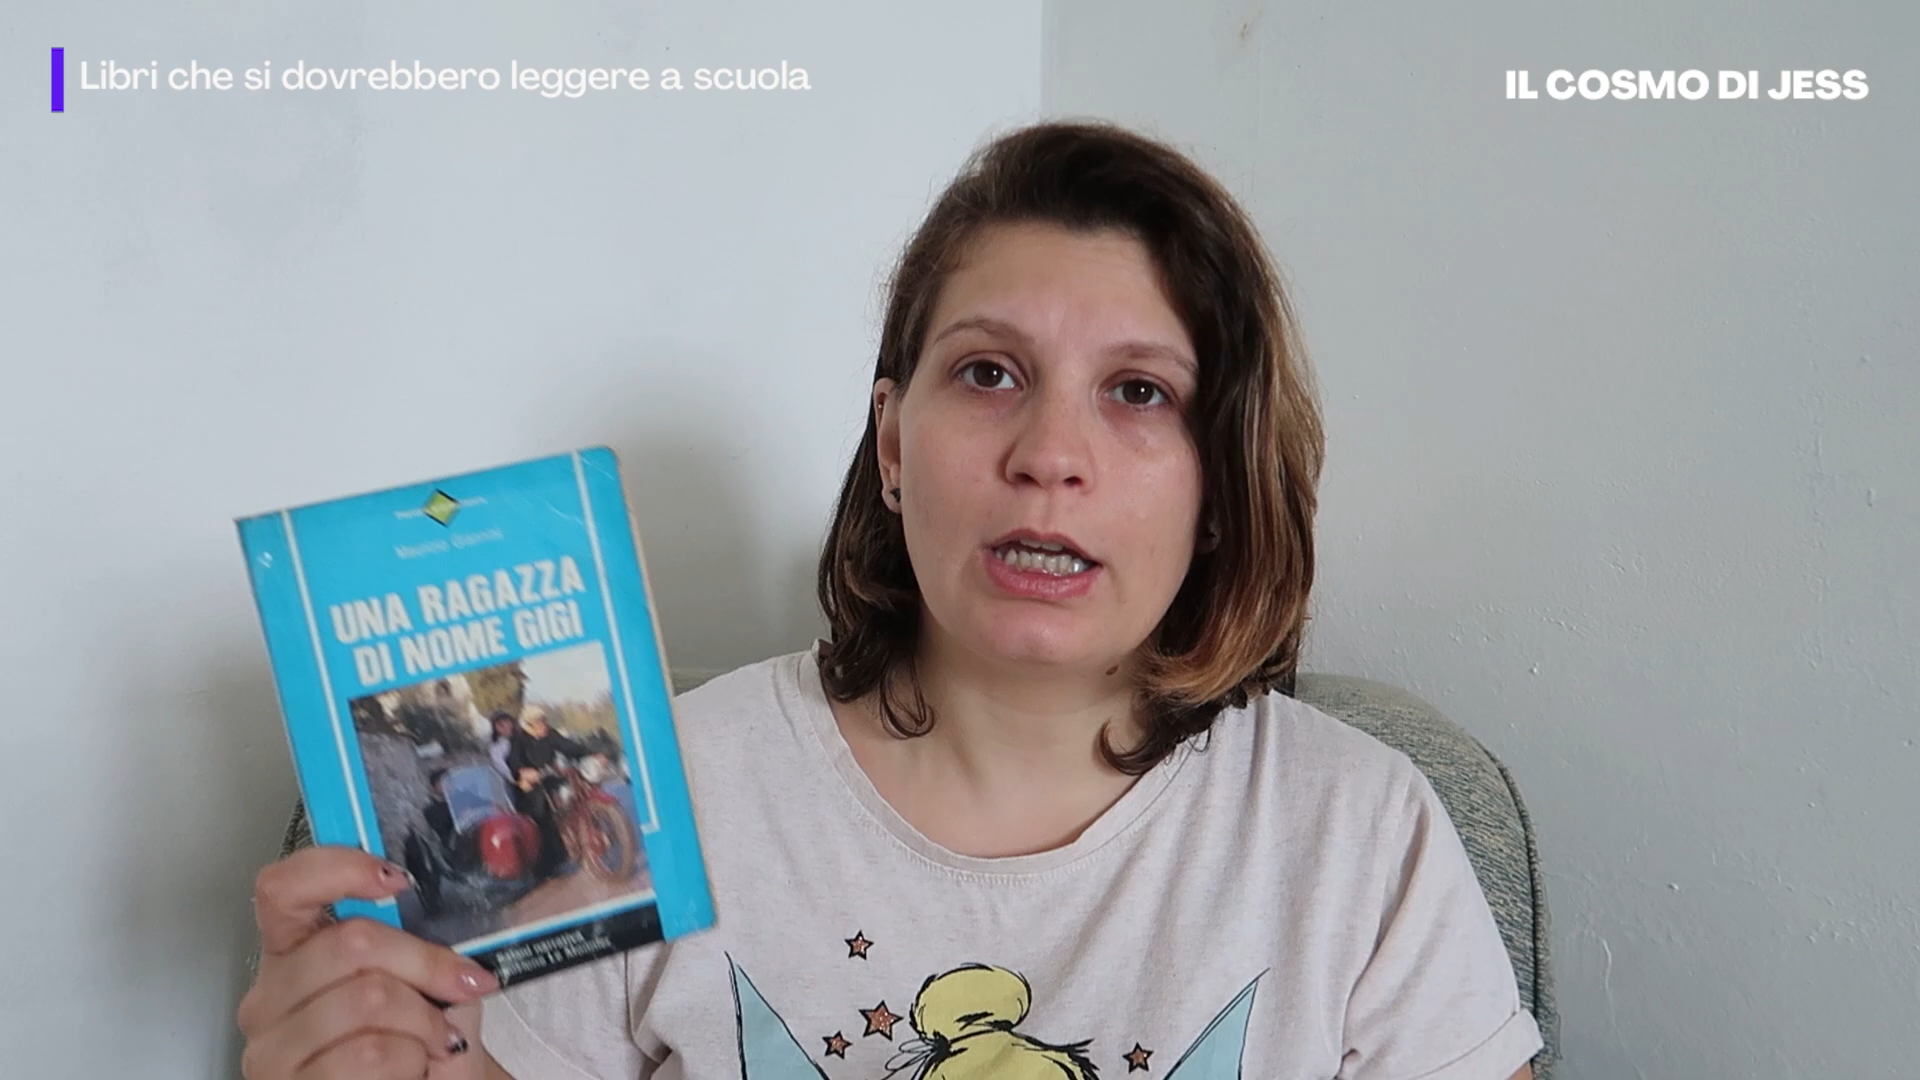 Libri che si dovrebbero leggere a scuola
IL COSMO DI JESS
UNA RAGAZZA
DI NOME GIGI